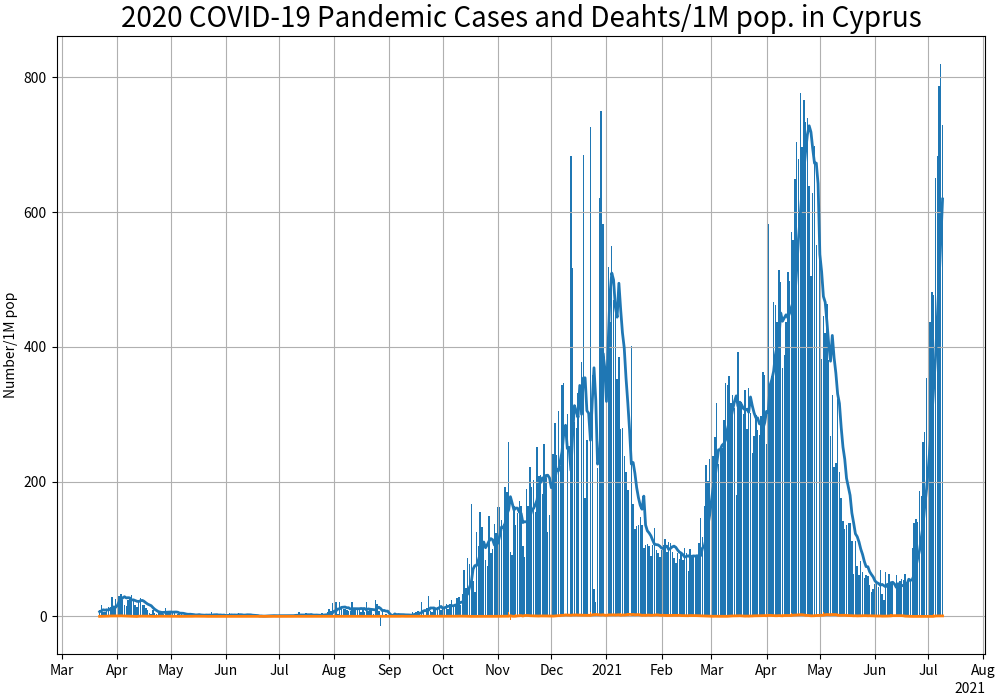 2020 COVID-19 Pandemic Cases and Deahts/1M pop. in Cyprus
Number/1M pop
800
600
400
200
0
Mar Apr May Jun Jul Aug Sep Oct Nov Dec 2021 Feb Mar Apr May Jun Jul Aug
2021